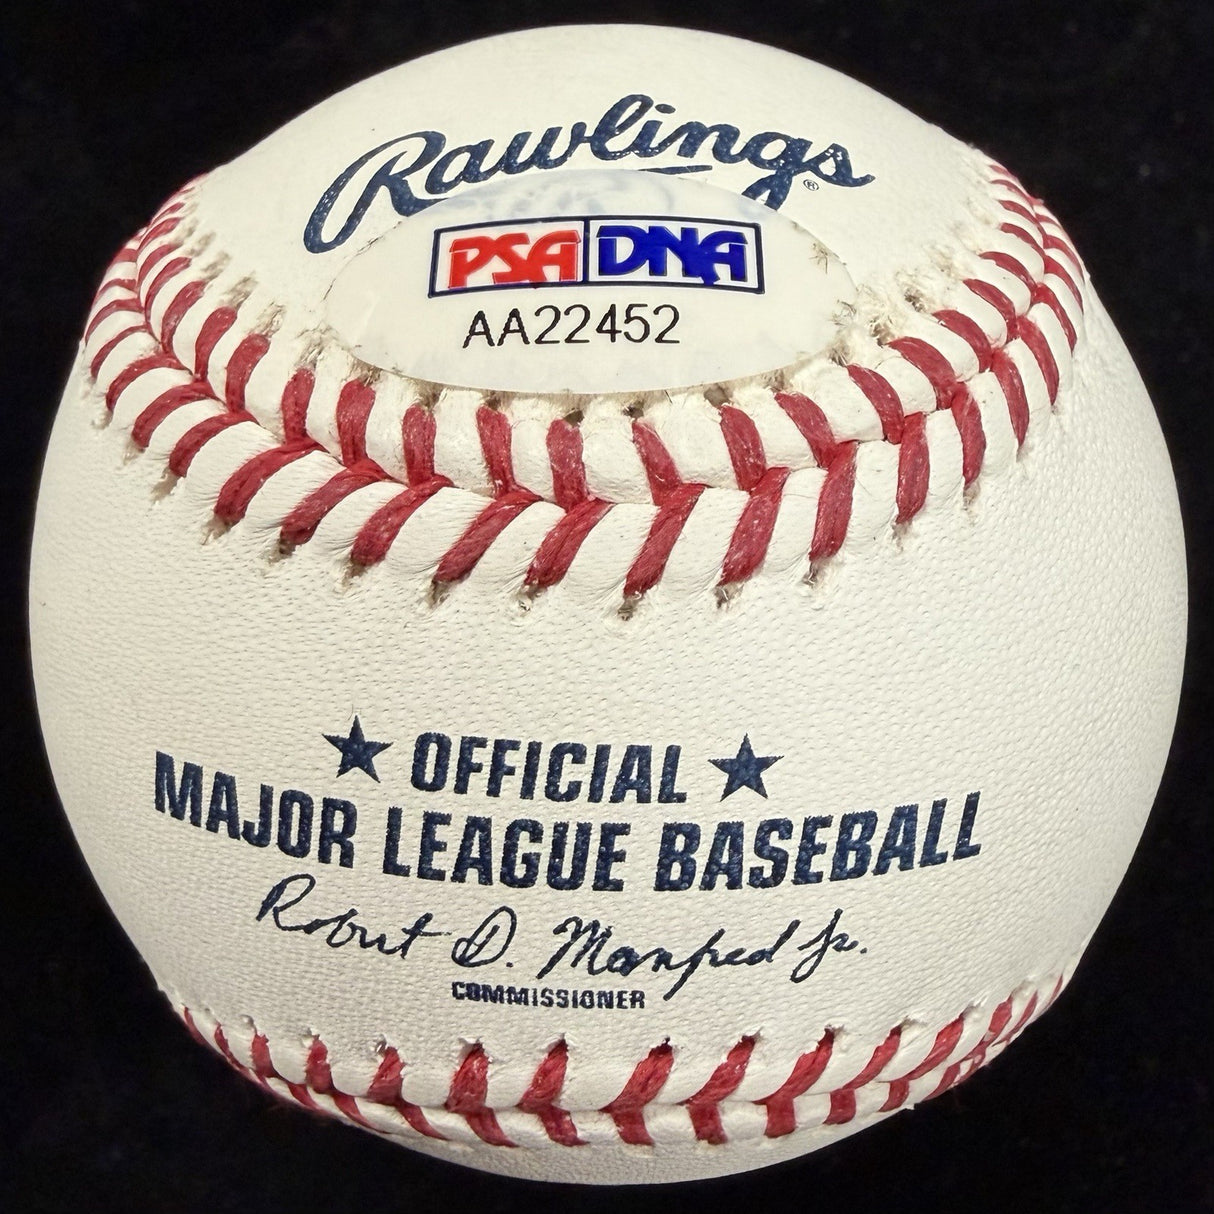 Rawlings®
PSA DNA
AA22452
★ OFFICIAL ★
MAJOR LEAGUE BASEBALL
Robert D. Manfred Jr.
COMMISSIONER